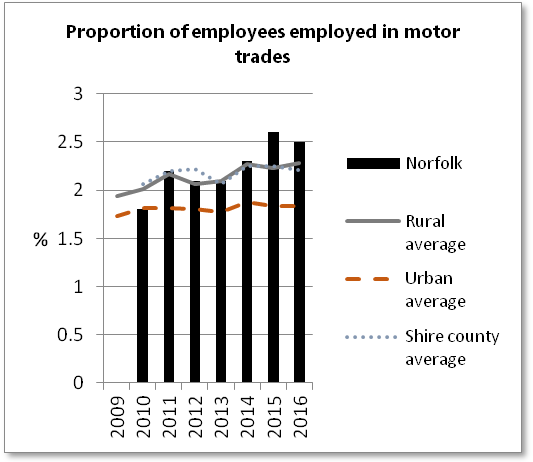 Proportion of employees employed in motor
trades
3
2.5
2
1.5
1
0.5
0
%
2009
2010
2011
2012
2013
2014
2015
2016
Norfolk
Rural
average
Urban
average
Shire county
average